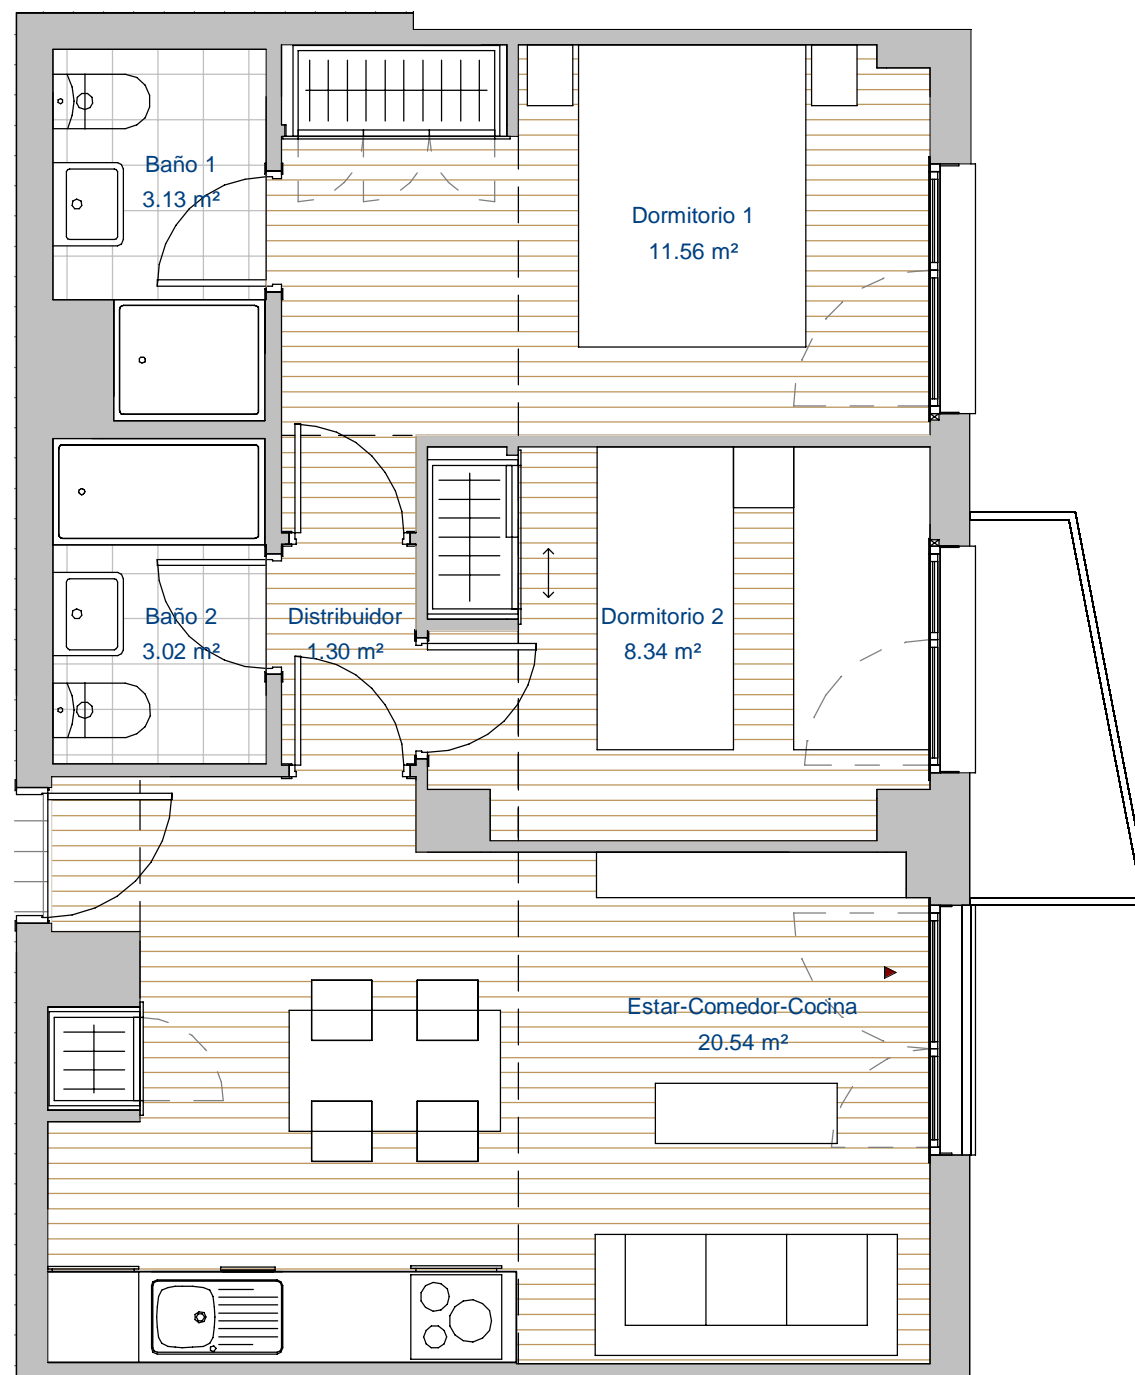 Baño 1
3.13 m²
Dormitorio 1
11.56 m²
Baño 2
3.02 m²
Distribuidor
1.30 m²
Dormitorio 2
8.34 m²
Estar-Comedor-Cocina
20.54 m²